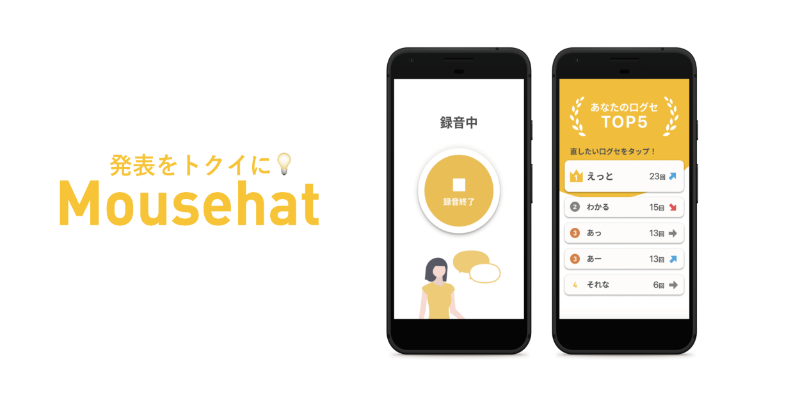 発表をトクイに
Mousehat
録音中
録音終了
あなたの口グセ
TOP5
直したい口グセをタップ！
1 えっと 23回
2 わかる 15回
3 あっ 13回
3 あー 13回
4 それな 6回